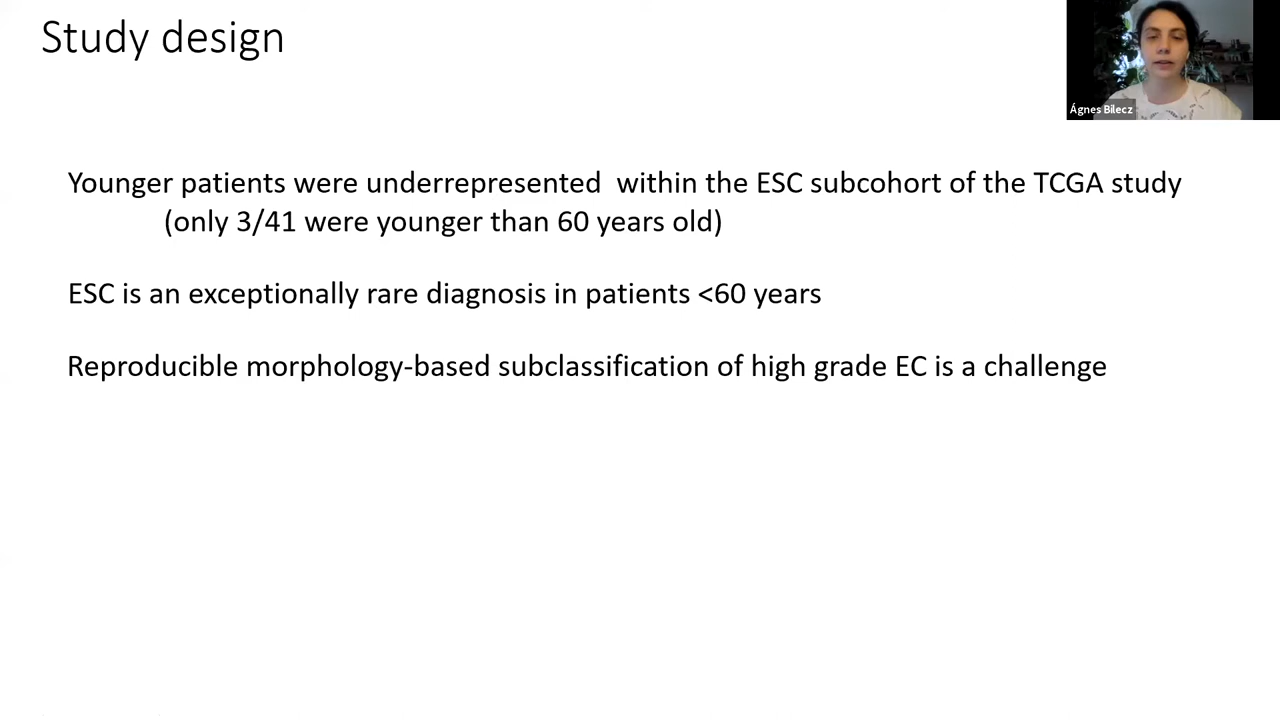 Study design
Ágnes Bilecz
Younger patients were underrepresented within the ESC subcohort of the TCGA study
(only 3/41 were younger than 60 years old)
ESC is an exceptionally rare diagnosis in patients <60 years
Reproducible morphology-based subclassification of high grade EC is a challenge